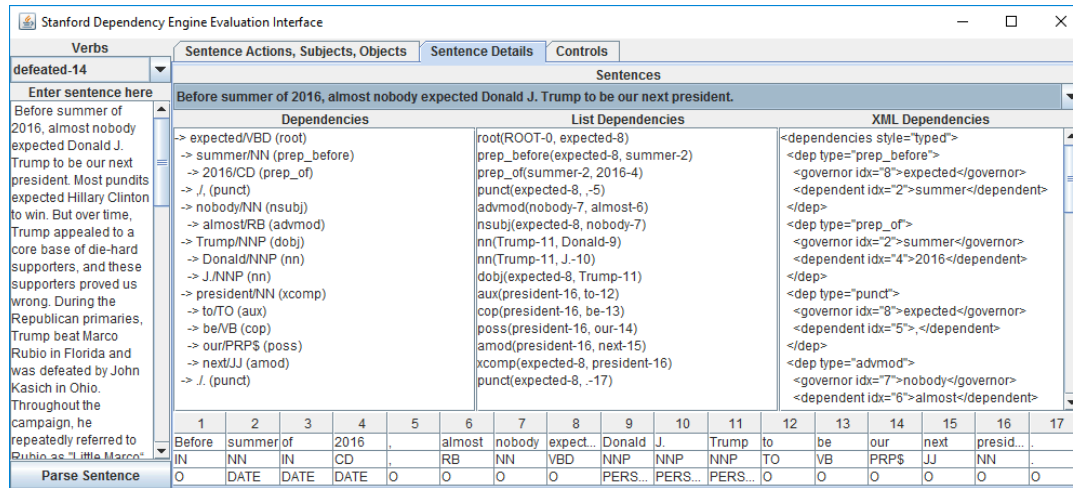 Stanford Dependency Engine Evaluation Interface
Verbs
defeated-14
Enter sentence here
Before summer of
2016, almost nobody
expected Donald J.
Trump to be our next
president. Most pundits
expected Hillary Clinton
to win. But over time,
Trump appealed to a
core base of die-hard
supporters, and these
supporters proved us
wrong. During the
Republican primaries,
Trump beat Marco
Rubio in Florida and
was defeated by John
Kasich in Ohio.
Throughout the
campaign, he
repeatedly referred to
Rubio as "Little Marco"
Parse Sentence
Sentence Actions, Subjects, Objects
Sentence Details
Controls
Sentences
Before summer of 2016, almost nobody expected Donald J. Trump to be our next president.
Dependencies
-> expected/VBD (root)
-> summer/NN (prep_before)
-> 2016/CD (prep_of)
-> ,/, (punct)
-> nobody/NN (nsubj)
-> almost/RB (advmod)
-> Trump/NNP (dobj)
-> Donald/NNP (nn)
-> J./NNP (nn)
-> president/NN (xcomp)
-> to/TO (aux)
-> be/VB (cop)
-> our/PRP$ (poss)
-> next/JJ (amod)
-> ./. (punct)
List Dependencies
root(ROOT-0, expected-8)
prep_before(expected-8, summer-2)
prep_of(summer-2, 2016-4)
punct(expected-8, ,-5)
advmod(nobody-7, almost-6)
nsubj(expected-8, nobody-7)
nn(Trump-11, Donald-9)
nn(Trump-11, J.-10)
dobj(expected-8, Trump-11)
aux(president-16, to-12)
cop(president-16, be-13)
poss(president-16, our-14)
amod(president-16, next-15)
xcomp(expected-8, president-16)
punct(expected-8, .-17)
XML Dependencies
<dependencies style="typed">
<dep type="prep_before">
<governor idx="8">expected</governor>
<dependent idx="2">summer</dependent>
</dep>
<dep type="prep_of">
<governor idx="2">summer</governor>
<dependent idx="4">2016</dependent>
</dep>
<dep type="punct">
<governor idx="8">expected</governor>
<dependent idx="5">,</dependent>
</dep>
<dep type="advmod">
<governor idx="7">nobody</governor>
<dependent idx="6">almost</dependent>
1 2 3 4 5 6 7 8 9 10 11 12 13 14 15 16 17
Before summer of 2016 , almost nobody expect... Donald J. Trump to be our next presid... .
IN NN IN CD , RB NN VBD NNP NNP NNP TO VB PRP$ JJ NN .
O DATE DATE DATE O O O O PERS... PERS... PERS... O O O O O O